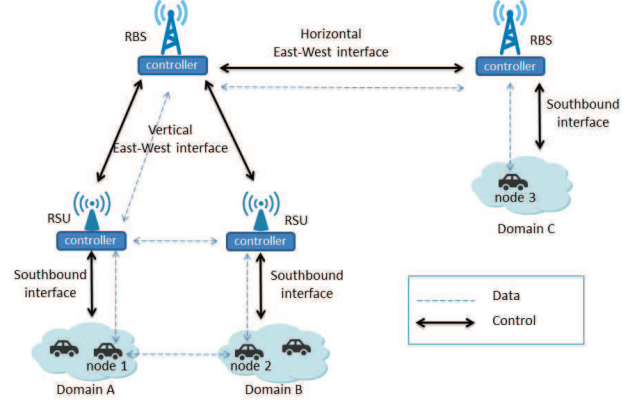 RBS
controller
Horizontal
East-West interface
RBS
controller
Southbound
interface
Vertical
East-West interface
node 3
Domain C
RSU
controller
RSU
controller
Southbound
interface
Southbound
interface
Data
Control
node 1
node 2
Domain A
Domain B